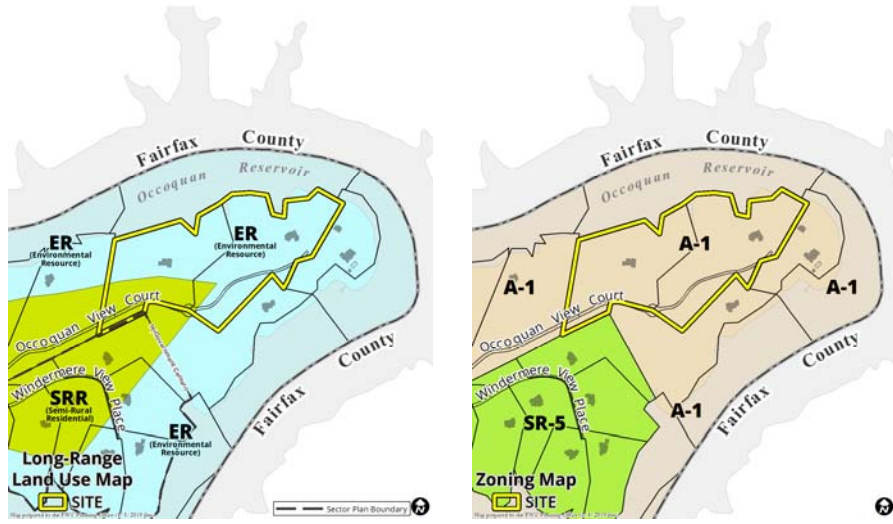 Fairfax County
Occoquan Reservoir
ER
(Environmental
Resource)
ER
(Environmental
Resource)
Occoquan View Court
Windermere View Place
SRR
(Semi-Rural
Residential)
ER
(Environmental
Resource)
Fairfax County
Long-Range
Land Use Map
SITE
Sector Plan Boundary
Fairfax County
Occoquan Reservoir
A-1
A-1
A-1
Occoquan View Court
Windermere View Place
A-1
SR-5
Fairfax County
Zoning Map
SITE